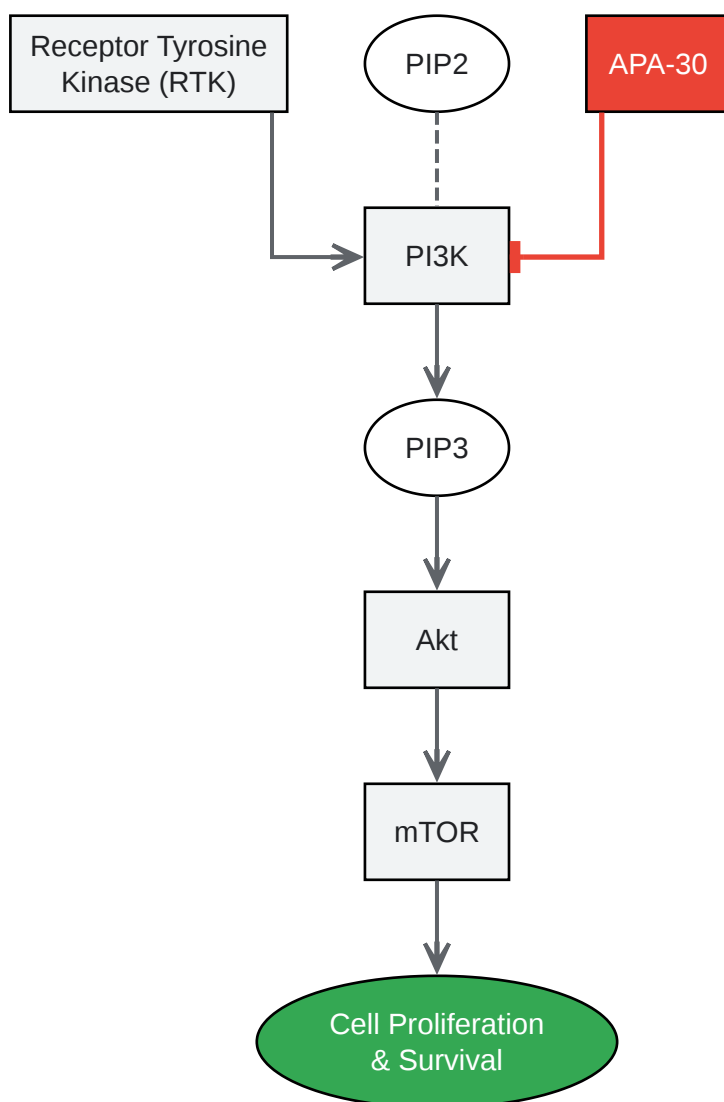 Receptor Tyrosine
Kinase (RTK)
PIP2
APA-30
PI3K
PIP3
Akt
mTOR
Cell Proliferation
& Survival